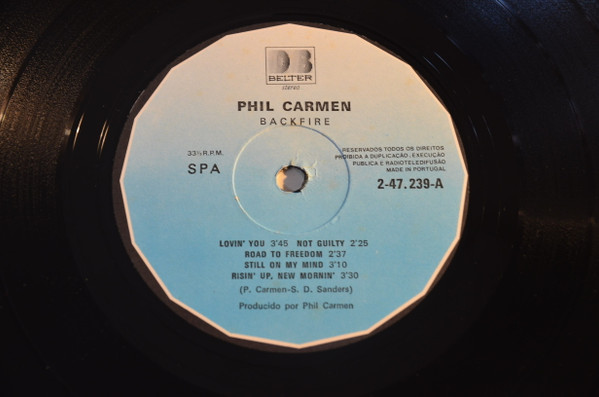 DB
BELTER
STEREO
PHIL CARMEN
BACKFIRE
33⅓ R.P.M.
SPA
RESERVADOS TODOS OS DIREITOS
PROIBIDA A DUPLICAÇÃO, EXECUÇÃO
PUBLICA E RADIOTELEDIFUSÃO
MADE IN PORTUGAL
2-47.239-A
LOVIN' YOU 3'45 NOT GUILTY 2'25
ROAD TO FREEDOM 2'37
STILL ON MY MIND 3'10
RISIN' UP, NEW MORNIN' 3'30
(P. Carmen-S. D. Sanders)
Producido por Phil Carmen